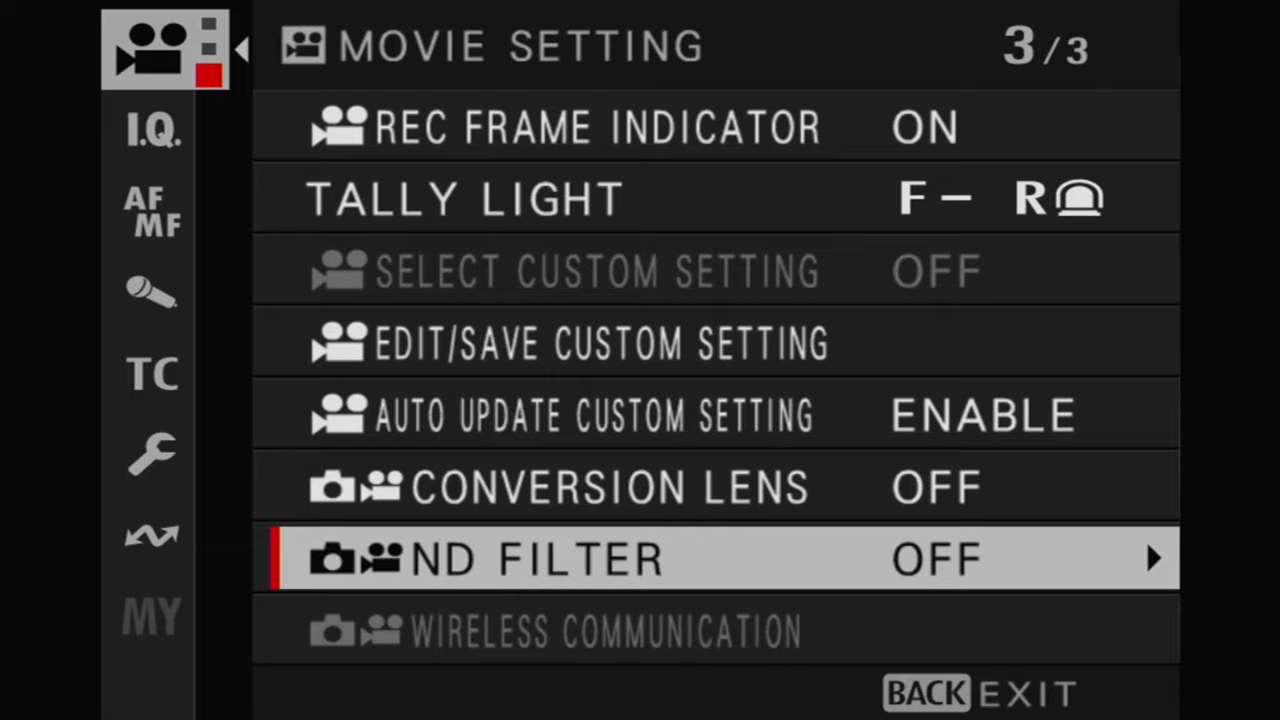 MOVIE SETTING 3/3
I.Q.
AF
MF
TC
MY
REC FRAME INDICATOR ON
TALLY LIGHT F – R
SELECT CUSTOM SETTING OFF
EDIT/SAVE CUSTOM SETTING
AUTO UPDATE CUSTOM SETTING ENABLE
CONVERSION LENS OFF
ND FILTER OFF
WIRELESS COMMUNICATION
BACK EXIT